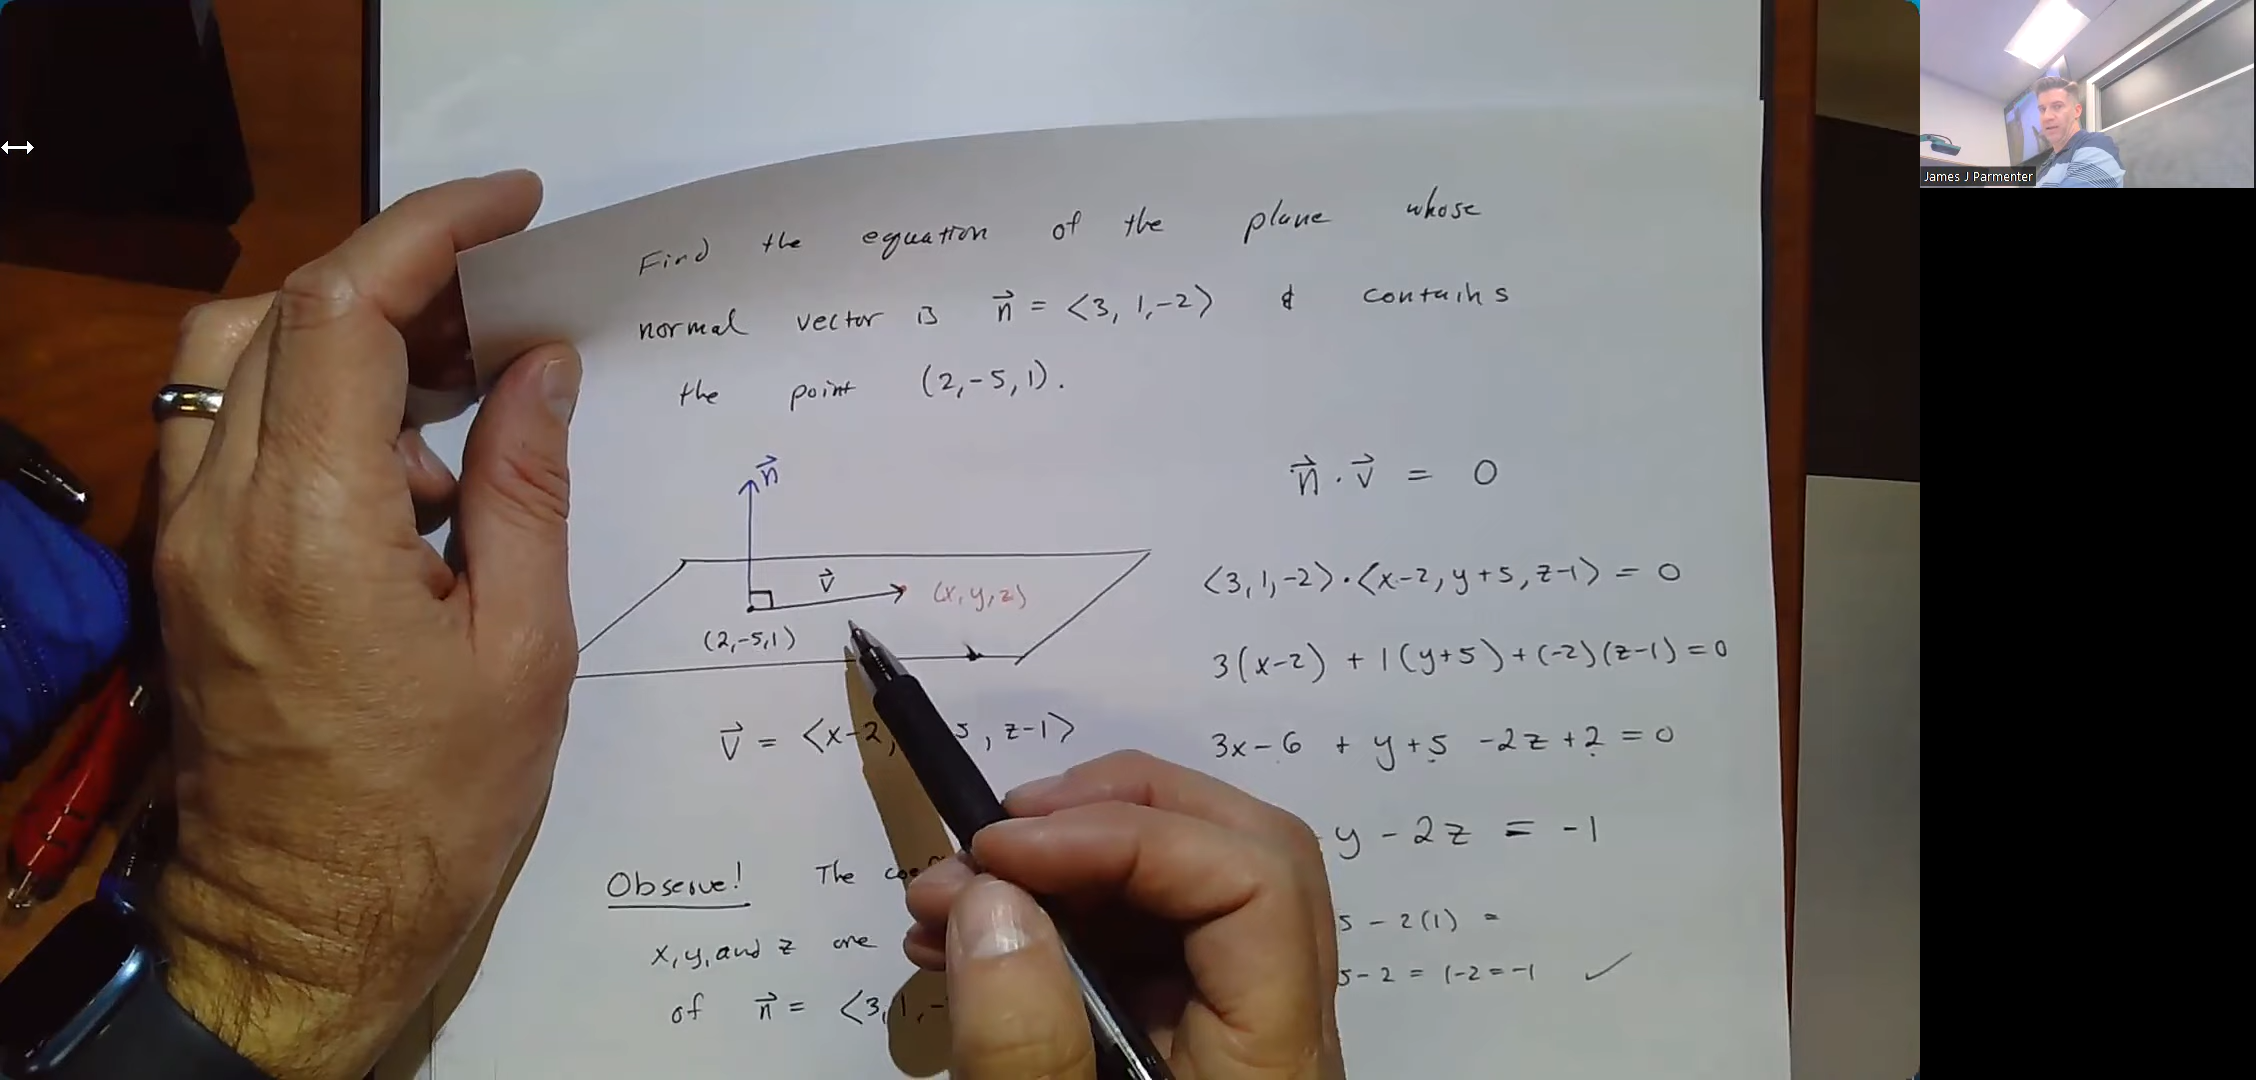 James J Parmenter
Find the equation of the plane whose
normal vector is n⃗ = <3, 1, -2> & contains
the point (2, -5, 1).
n⃗
v⃗
(x, y, z)
(2, -5, 1)
v⃗ = <x-2, 5, z-1>
n⃗ · v⃗ = 0
<3, 1, -2> · <x-2, y+5, z-1> = 0
3(x-2) + 1(y+5) + (-2)(z-1) = 0
3x - 6 + y + 5 - 2z + 2 = 0
y - 2z = -1
5 - 2(1) =
5 - 2 = 1 - 2 = -1 ✓
Observe! The
x, y, and z are
of n⃗ = <3, 1, -